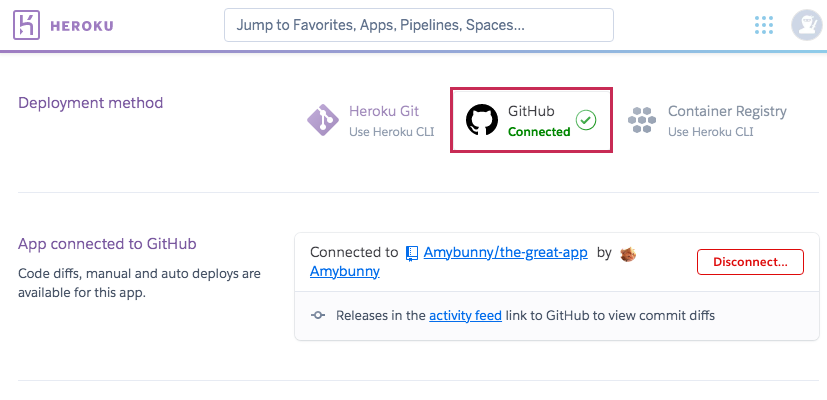 HEROKU
Jump to Favorites, Apps, Pipelines, Spaces...
Deployment method
Heroku Git
Use Heroku CLI
GitHub
Connected
Container Registry
Use Heroku CLI
App connected to GitHub
Code diffs, manual and auto deploys are
available for this app.
Connected to Amybunny/the-great-app by
Amybunny
Disconnect...
Releases in the activity feed link to GitHub to view commit diffs